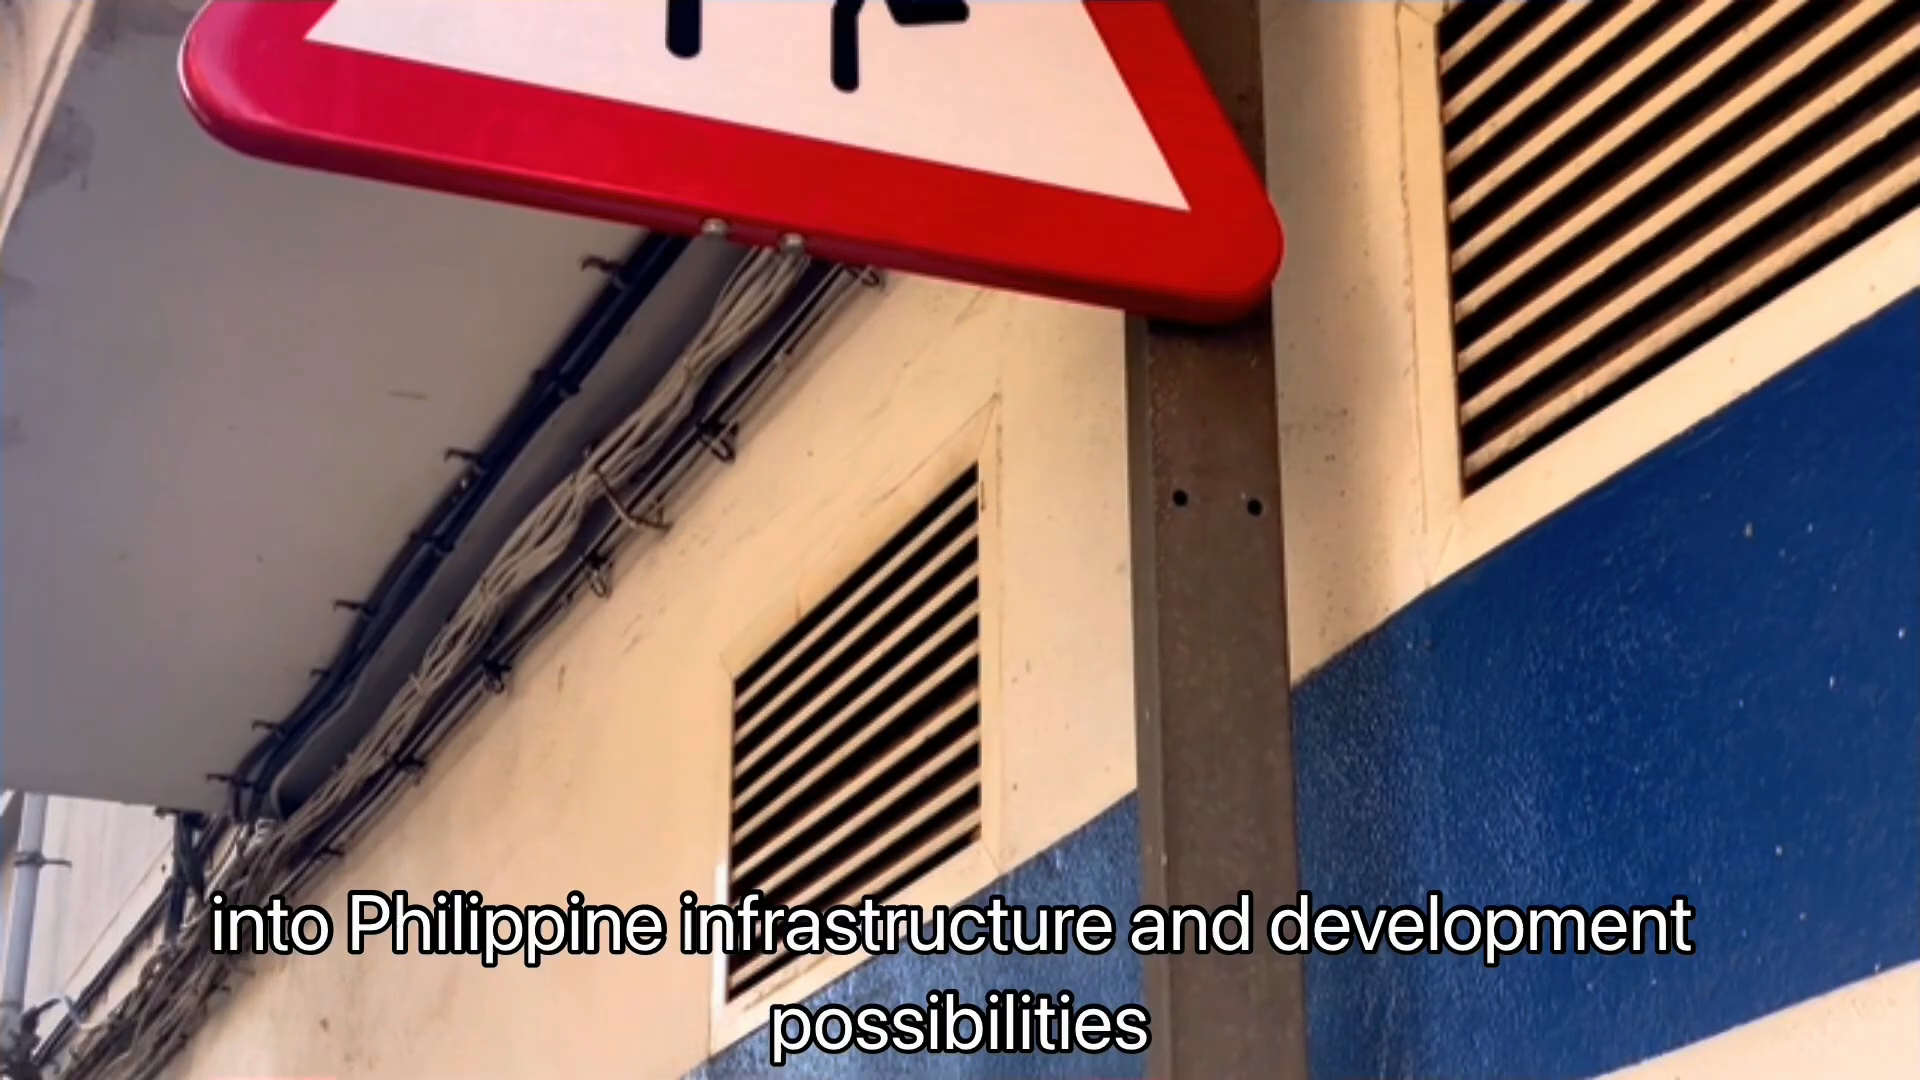 into Philippine infrastructure and development
possibilities